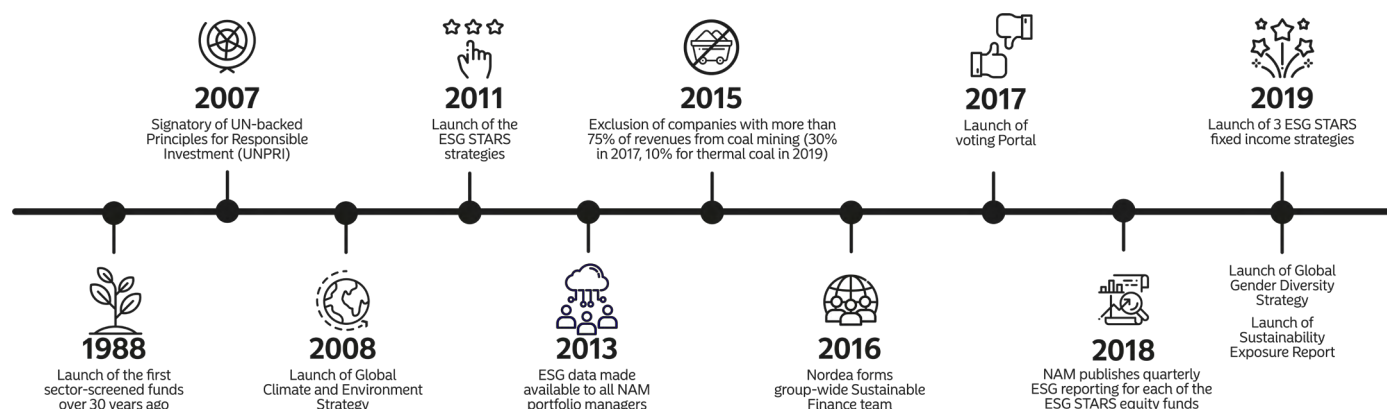 2007
Signatory of UN-backed
Principles for Responsible
Investment (UNPRI)
2011
Launch of the
ESG STARS
strategies
2015
Exclusion of companies with more than
75% of revenues from coal mining (30%
in 2017, 10% for thermal coal in 2019)
2017
Launch of
voting Portal
2019
Launch of 3 ESG STARS
fixed income strategies
Launch of Global
Gender Diversity
Strategy
Launch of
Sustainability
Exposure Report
1988
Launch of the first
sector-screened funds
over 30 years ago
2008
Launch of Global
Climate and Environment
Strategy
2013
ESG data made
available to all NAM
portfolio managers
2016
Nordea forms
group-wide Sustainable
Finance team
2018
NAM publishes quarterly
ESG reporting for each of the
ESG STARS equity funds